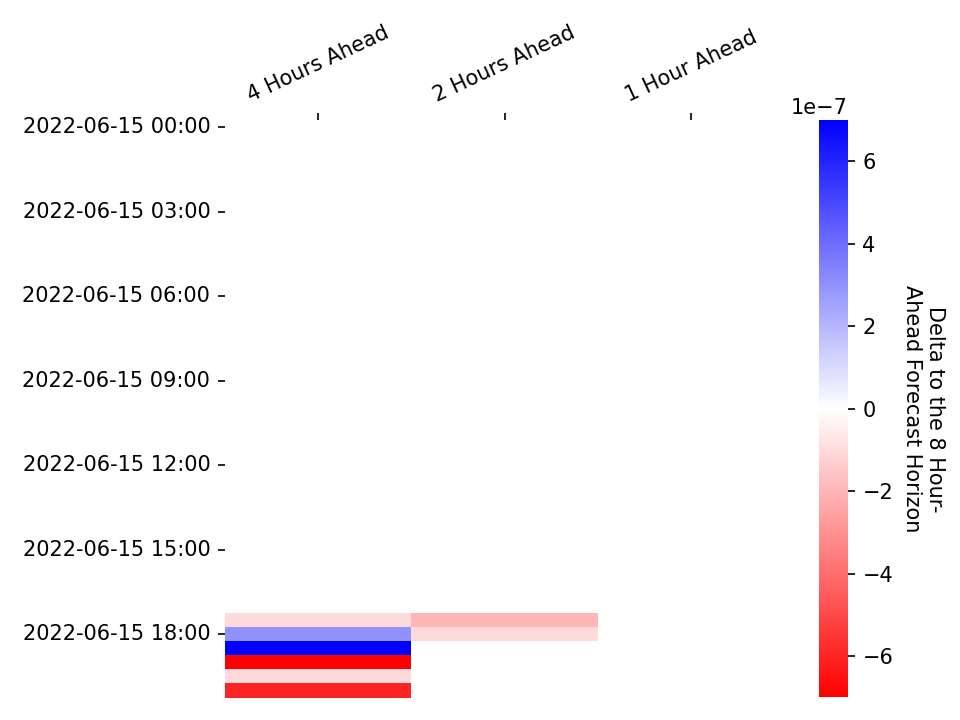 4 Hours Ahead
2 Hours Ahead
1 Hour Ahead
1e−7
2022-06-15 00:00
2022-06-15 03:00
2022-06-15 06:00
2022-06-15 09:00
2022-06-15 12:00
2022-06-15 15:00
2022-06-15 18:00
6
4
2
0
−2
−4
−6
Delta to the 8 Hour-
Ahead Forecast Horizon